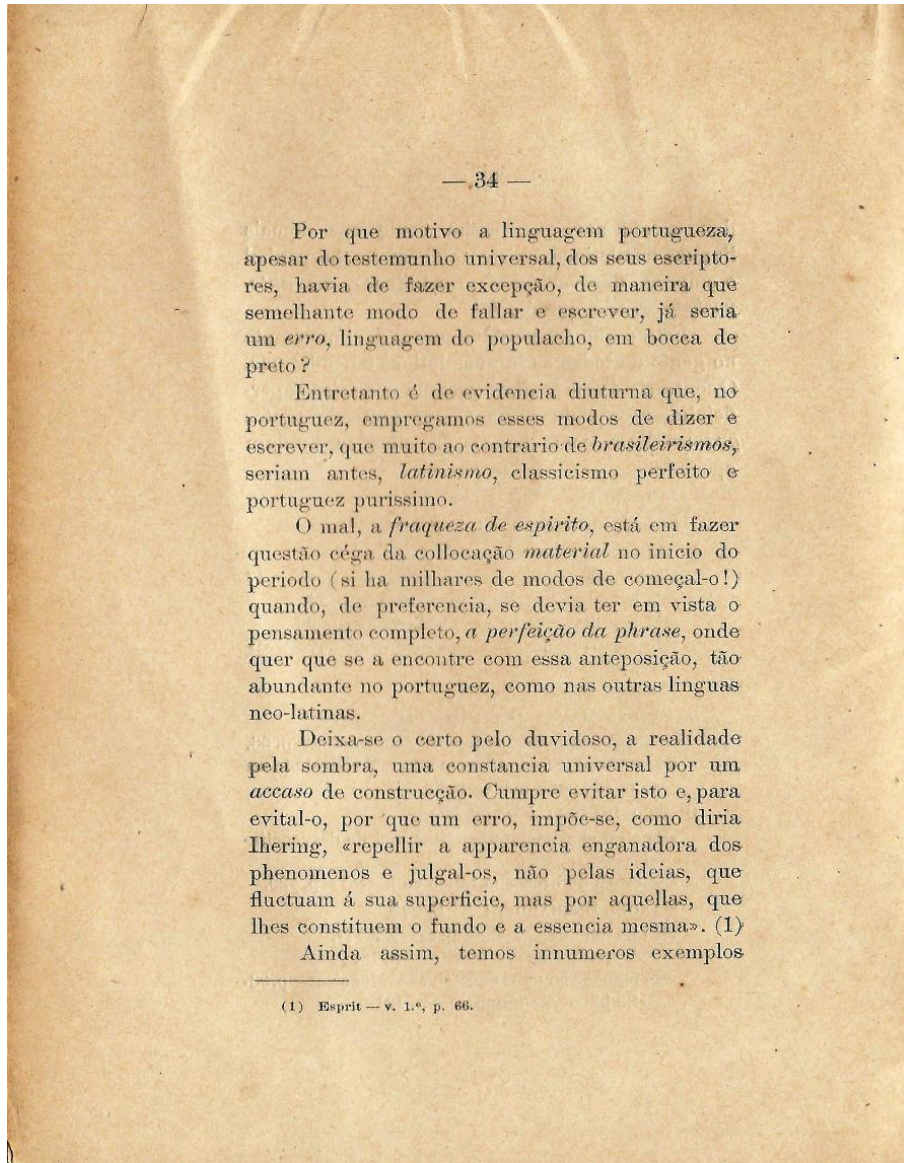 — 34 —
Por que motivo a linguagem portugueza,
apesar do testemunho universal, dos seus escripto-
res, havia de fazer excepção, de maneira que
semelhante modo de fallar e escrever, já seria
um erro, linguagem do populacho, em bocca de
preto?
Entretanto é de evidencia diuturna que, no
portuguez, empregamos esses modos de dizer e
escrever, que muito ao contrario de brasileirismos,
seriam antes, latinismo, classicismo perfeito e
portuguez purissimo.
O mal, a fraqueza de espirito, está em fazer
questão céga da collocação material no inicio do
periodo (si ha milhares de modos de começal-o!)
quando, de preferencia, se devia ter em vista o
pensamento completo, a perfeição da phrase, onde
quer que se a encontre com essa anteposição, tão
abundante no portuguez, como nas outras linguas
neo-latinas.
Deixa-se o certo pelo duvidoso, a realidade
pela sombra, uma constancia universal por um
accaso de construcção. Cumpre evitar isto e, para
evital-o, por que um erro, impõe-se, como diria
Ihering, «repellir a apparencia enganadora dos
phenomenos e julgal-os, não pelas ideias, que
fluctuam á sua superficie, mas por aquellas, que
lhes constituem o fundo e a essencia mesma». (1)
Ainda assim, temos innumeros exemplos
(1) Esprit — v. 1.º, p. 66.